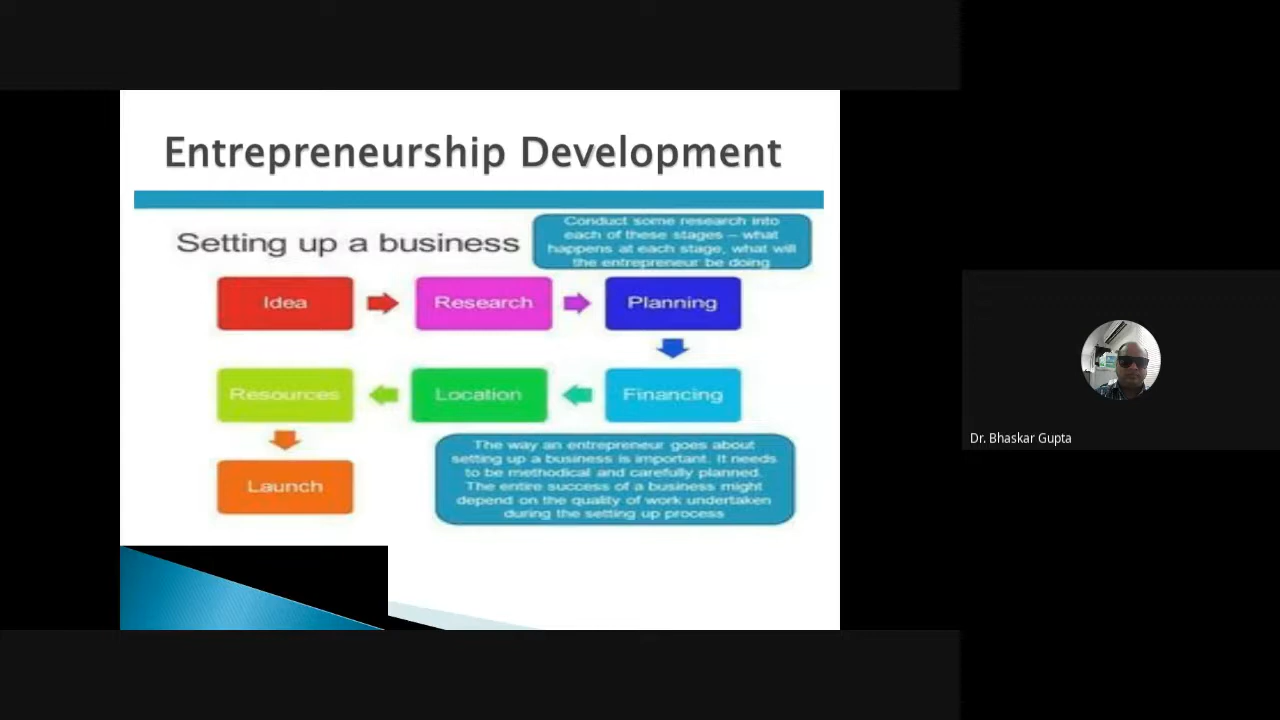 Entrepreneurship Development
Setting up a business
Conduct some research into
each of these stages – what
happens at each stage, what will
the entrepreneur be doing
Idea
Research
Planning
Financing
Location
Resources
Launch
The way an entrepreneur goes about
setting up a business is important. It needs
to be methodical and carefully planned.
The entire success of a business might
depend on the quality of work undertaken
during the setting up process
Dr. Bhaskar Gupta